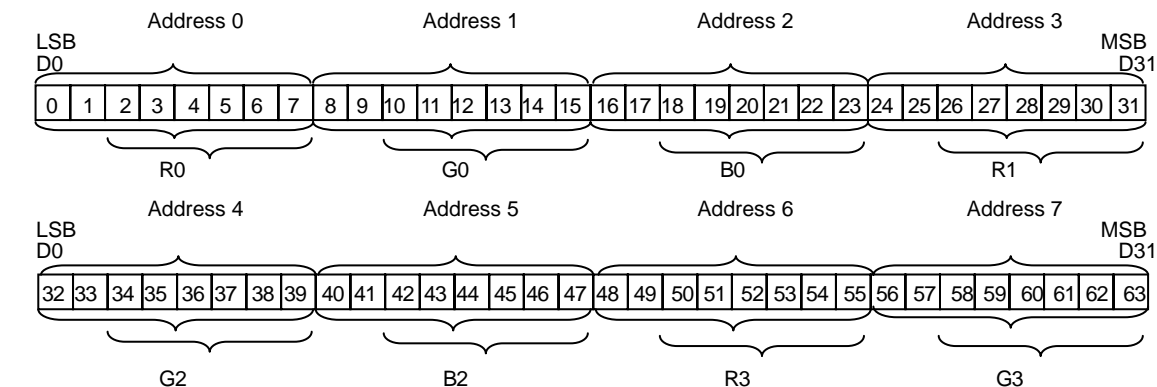 Address 0 Address 1 Address 2 Address 3
LSB MSB
D0 D31
0 1 2 3 4 5 6 7 8 9 10 11 12 13 14 15 16 17 18 19 20 21 22 23 24 25 26 27 28 29 30 31
R0 G0 B0 R1
Address 4 Address 5 Address 6 Address 7
LSB MSB
D0 D31
32 33 34 35 36 37 38 39 40 41 42 43 44 45 46 47 48 49 50 51 52 53 54 55 56 57 58 59 60 61 62 63
G2 B2 R3 G3